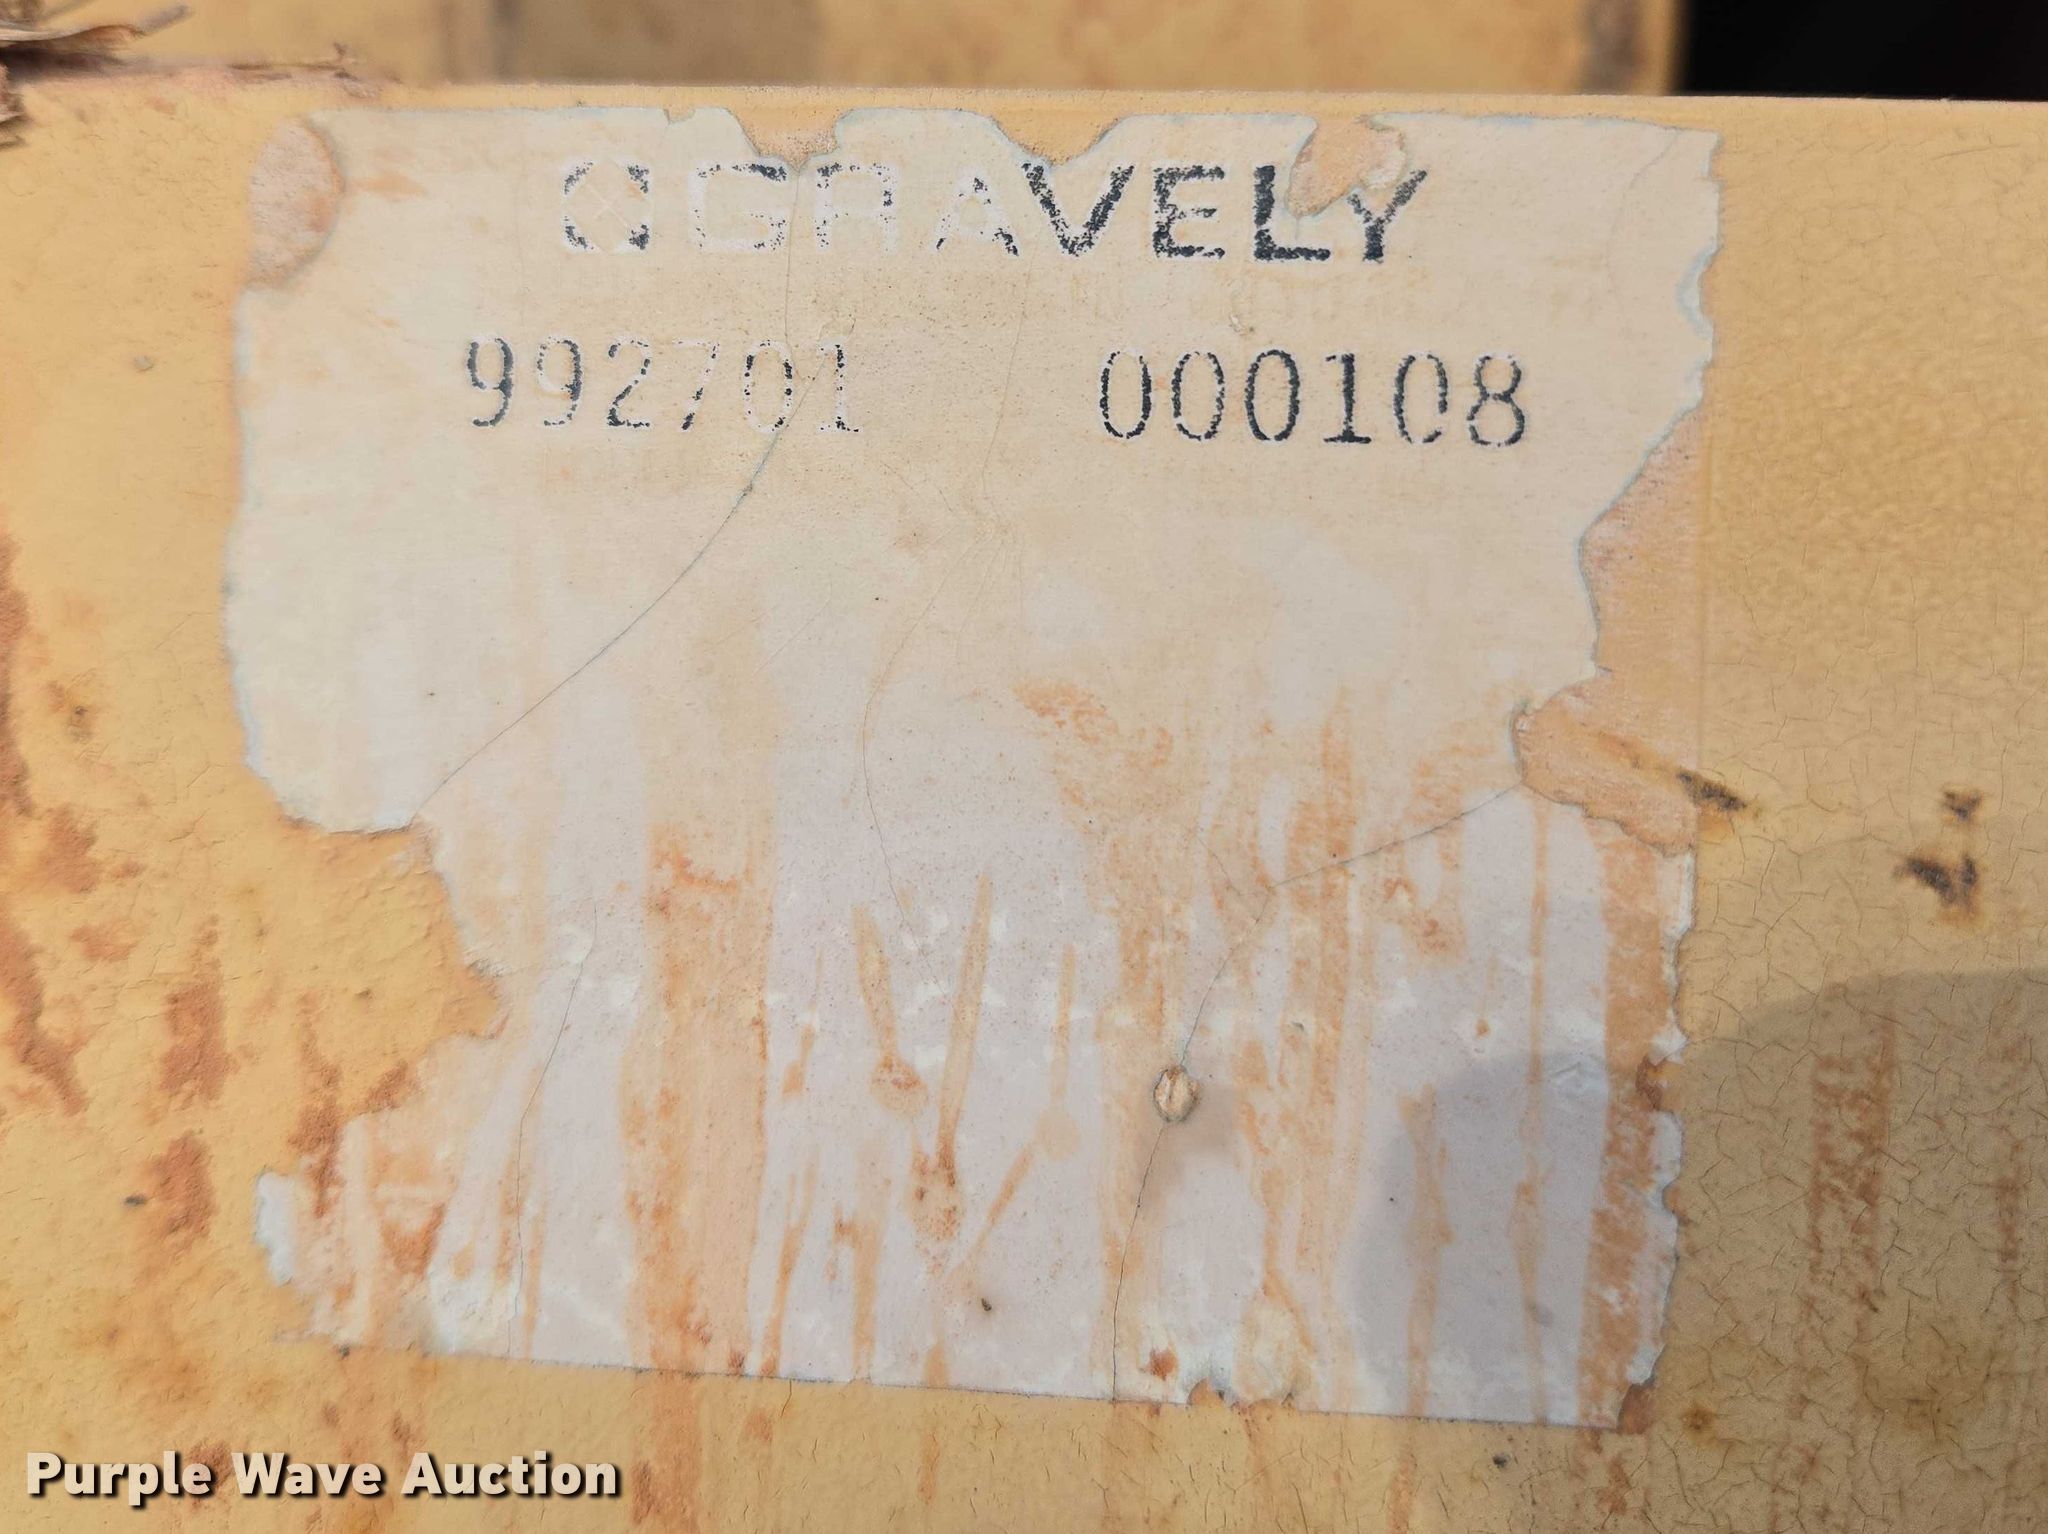 GRAVELY
992701 000108
Purple Wave Auction